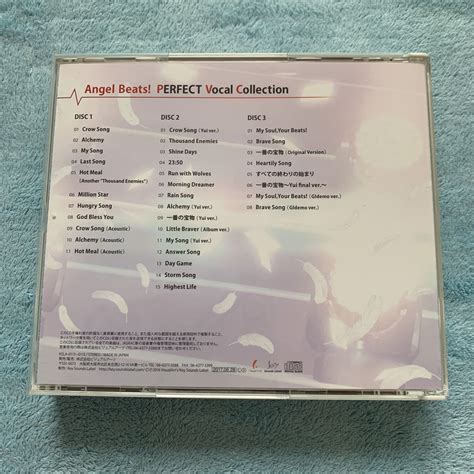 Angel Beats! PERFECT Vocal Collection
DISC 1
01 Crow Song
02 Alchemy
03 My Song
04 Last Song
05 Hot Meal
(Another "Thousand Enemies")
06 Million Star
07 Hungry Song
08 God Bless You
09 Crow Song (Acoustic)
10 Alchemy (Acoustic)
11 Hot Meal (Acoustic)
DISC 2
01 Crow Song (Yui ver.)
02 Thousand Enemies
03 Shine Days
04 23:50
05 Run with Wolves
06 Morning Dreamer
07 Rain Song
08 Alchemy (Yui ver.)
09 一番の宝物 (Yui ver.)
10 Little Braver (Album ver.)
11 My Song (Yui ver.)
12 Answer Song
13 Day Game
14 Storm Song
15 Highest Life
DISC 3
01 My Soul,Your Beats!
02 Brave Song
03 一番の宝物 (Original Version)
04 Heartily Song
05 すべての終わりの始まり
06 一番の宝物〜Yui final ver.〜
07 My Soul,Your Beats! (Gldemo ver.)
08 Brave Song (Gldemo ver.)